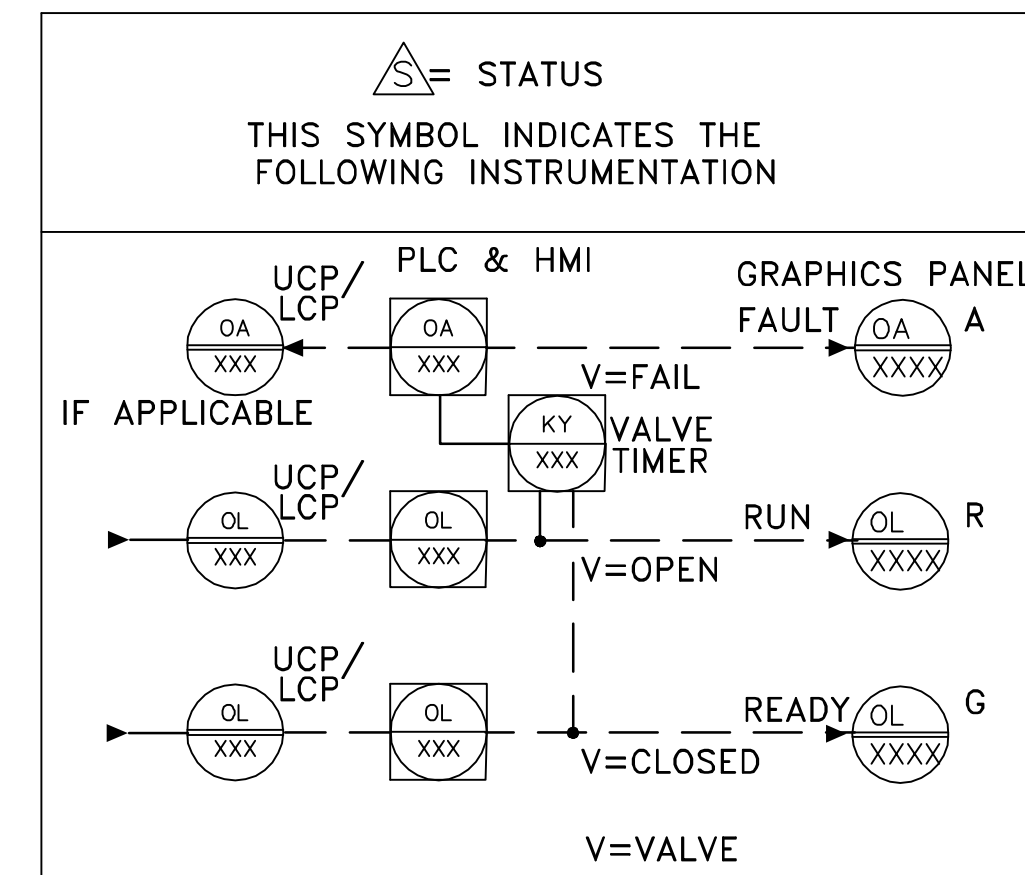 S = STATUS
THIS SYMBOL INDICATES THE
FOLLOWING INSTRUMENTATION
PLC & HMI
UCP/
LCP
GRAPHICS PANEL
OA
XXX
OA
XXX
FAULT
OA
XXXX
A
V=FAIL
IF APPLICABLE
KY
XXX
VALVE
TIMER
UCP/
LCP
OL
XXX
OL
XXX
RUN
OL
XXXX
R
V=OPEN
UCP/
LCP
OL
XXX
OL
XXX
READY
OL
XXXX
G
V=CLOSED
V=VALVE